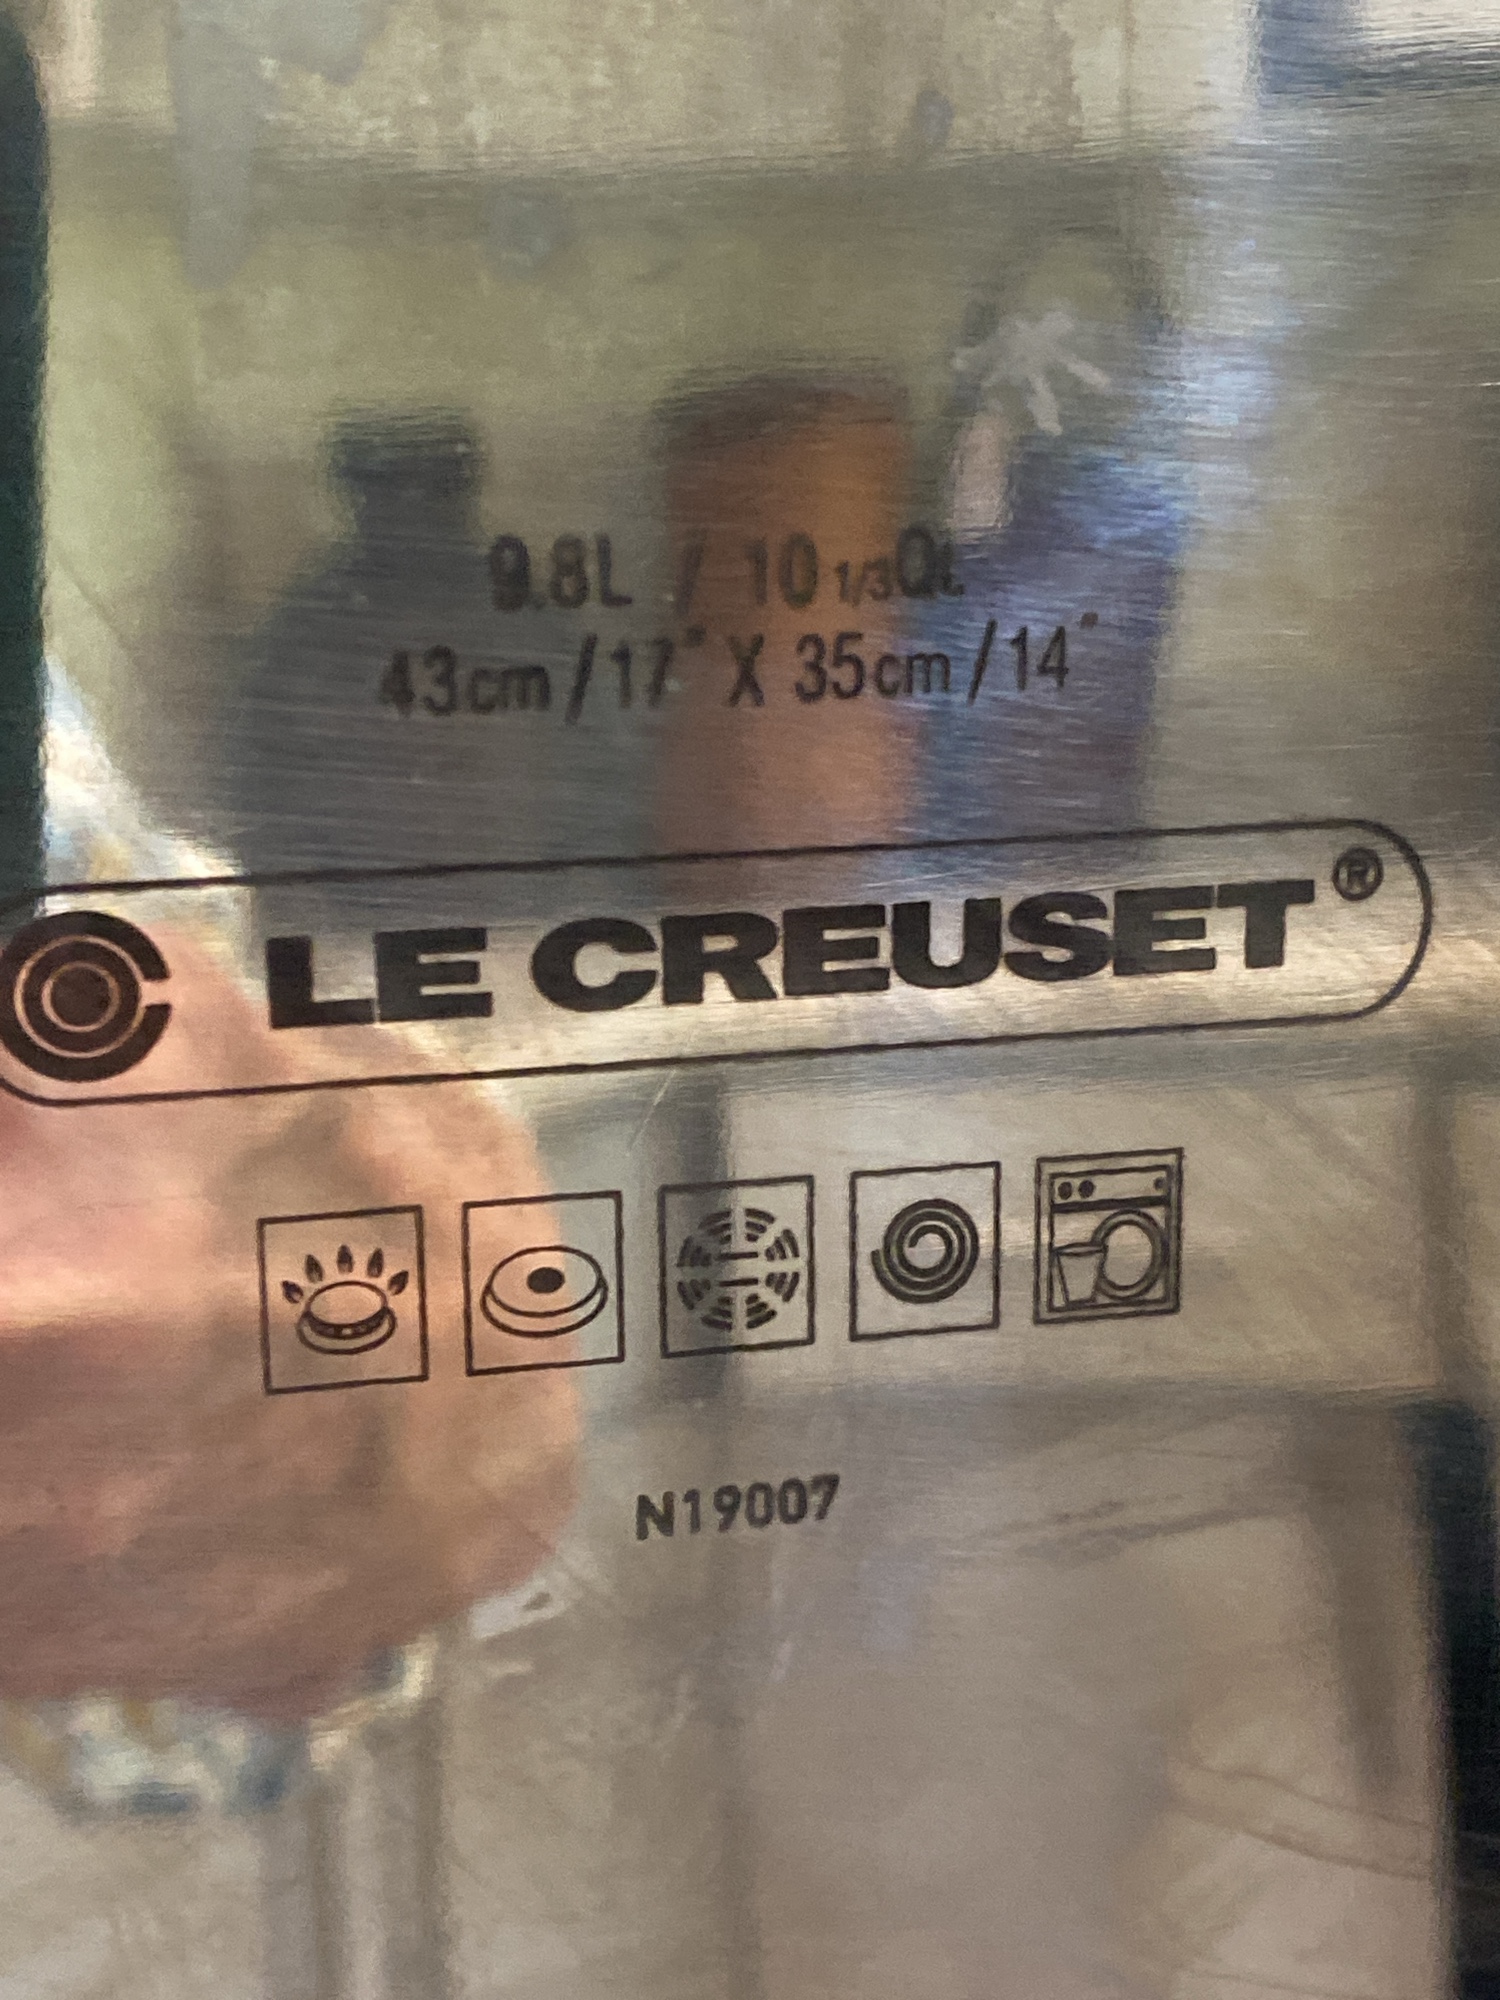 9.8L / 10 1/3Qt
43cm/17" X 35cm/14"
LE CREUSET®
N19007